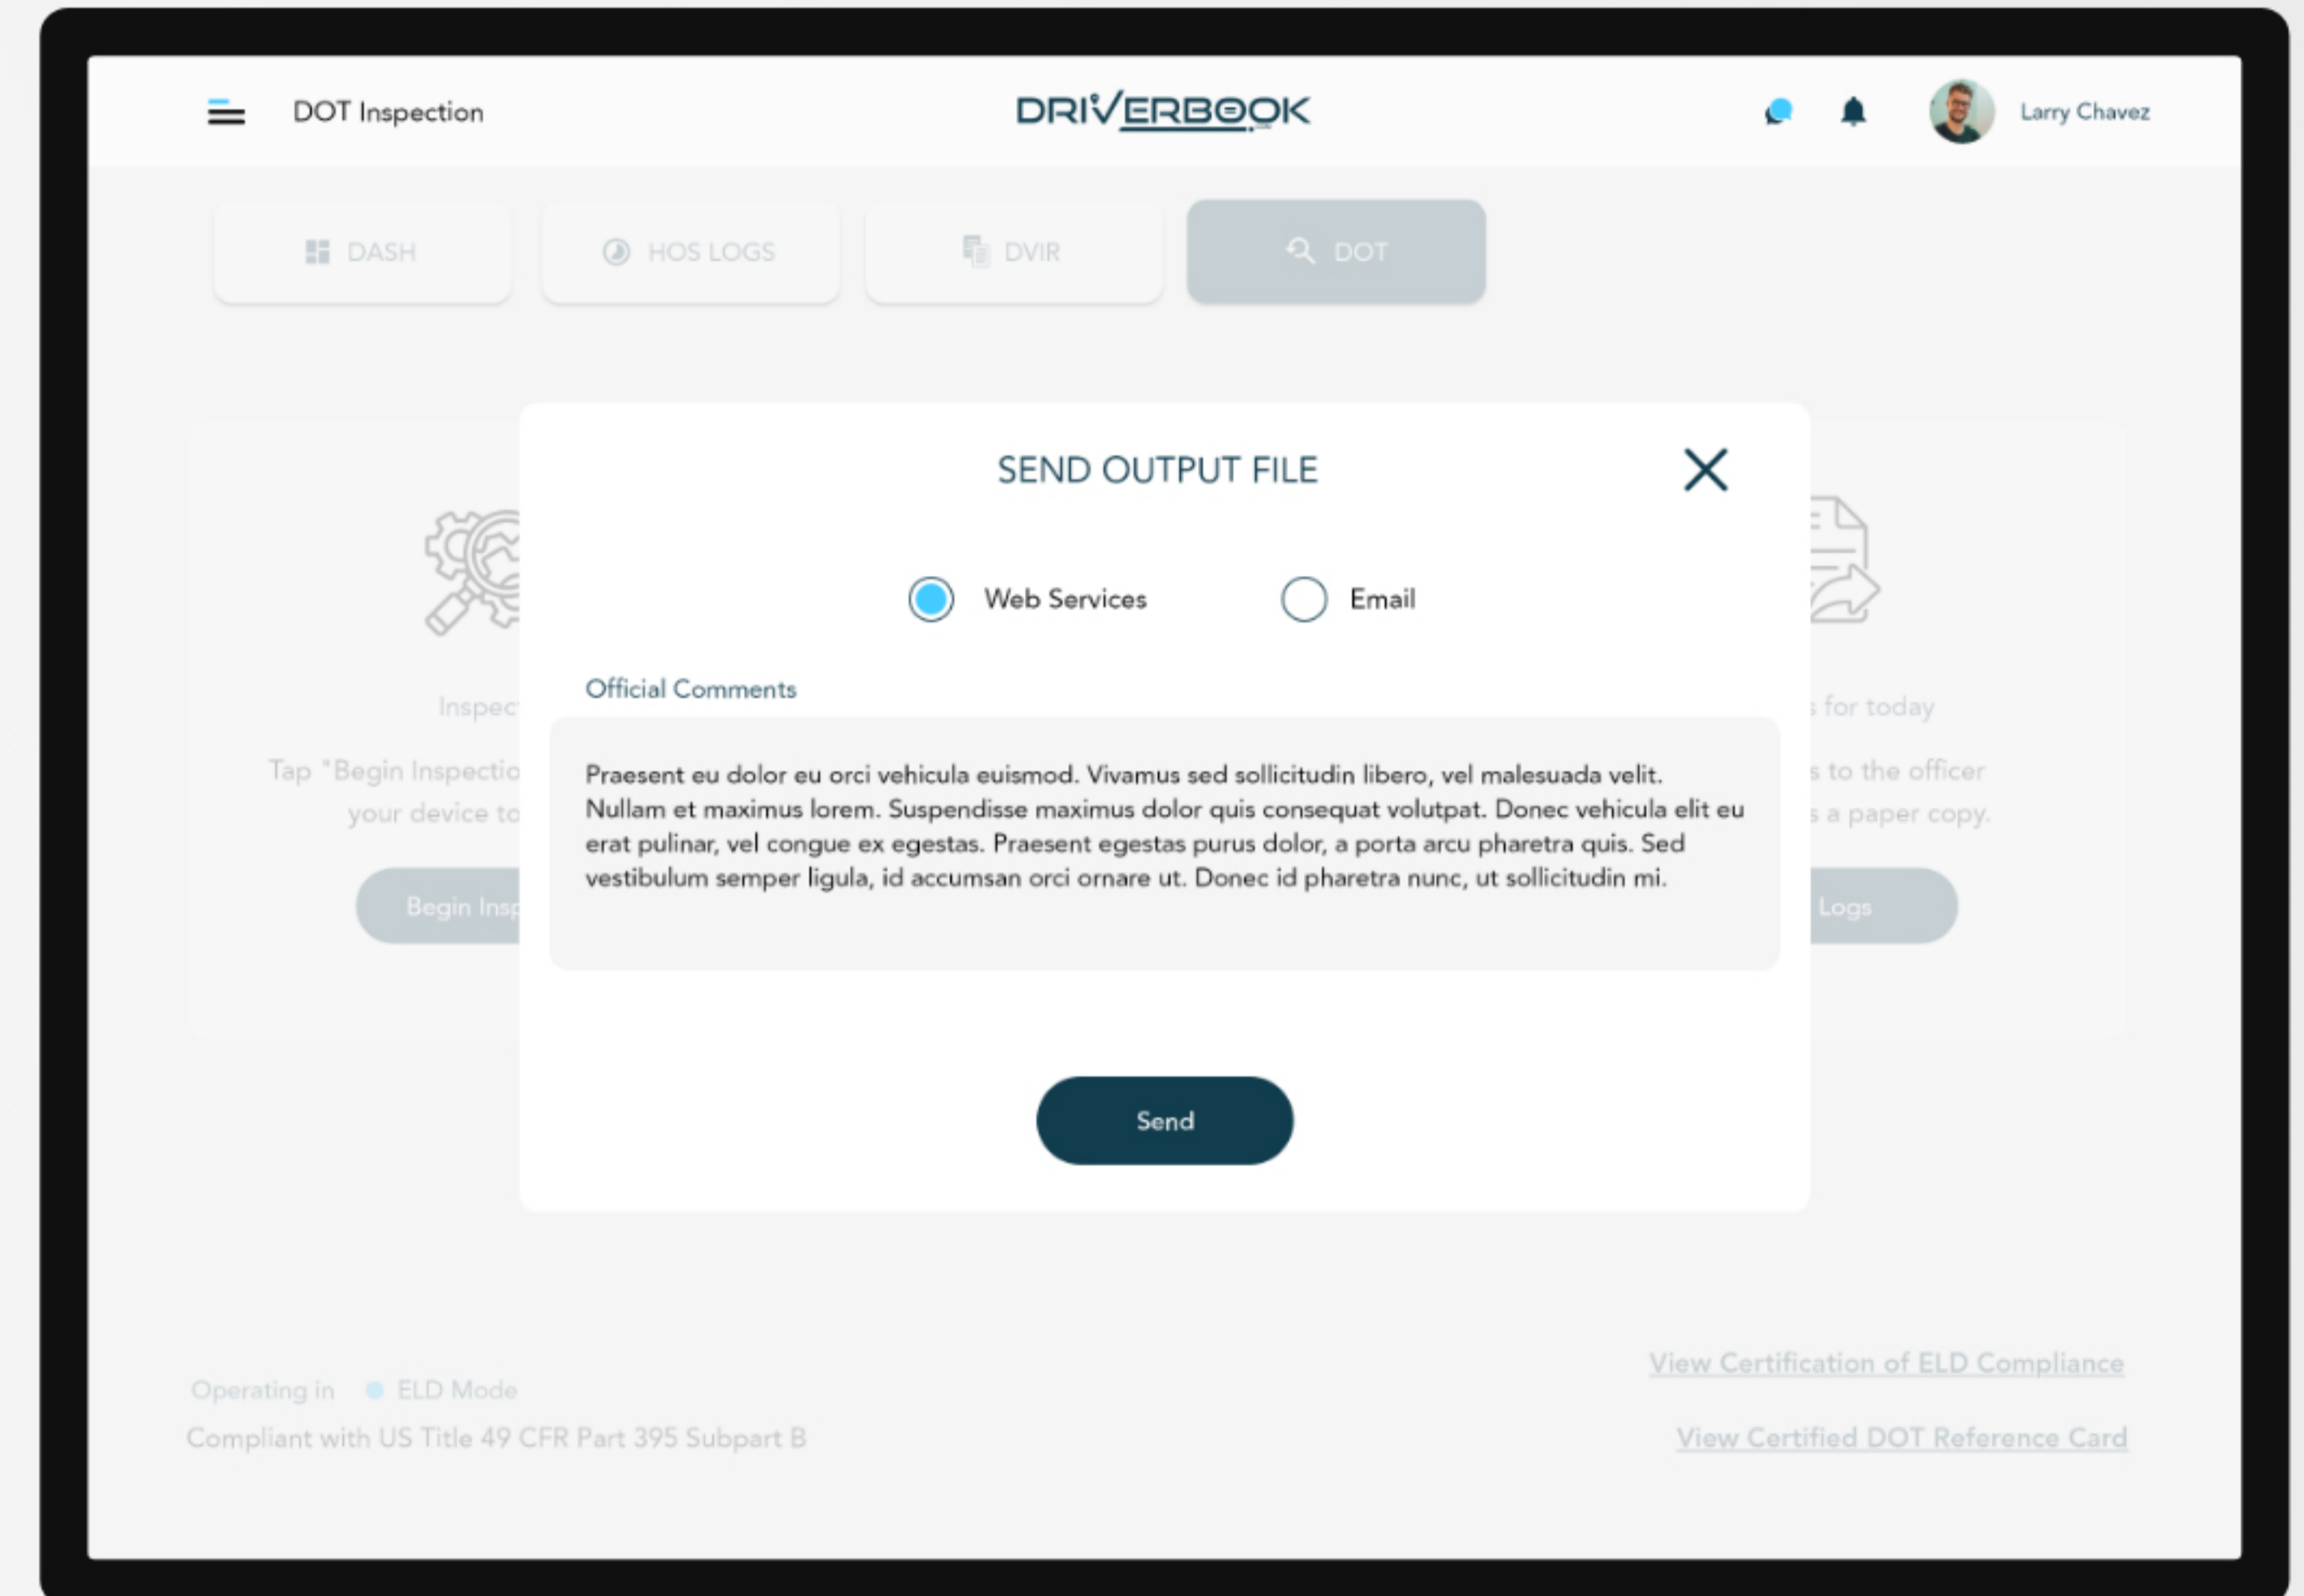 DOT Inspection
DRIVERBOOK
Larry Chavez
DASH
HOS LOGS
DVIR
DOT
SEND OUTPUT FILE
Web Services
Email
Official Comments
Inspec
s for today
Tap "Begin Inspectio
s to the officer
your device to
s a paper copy.
Praesent eu dolor eu orci vehicula euismod. Vivamus sed sollicitudin libero, vel malesuada velit.
Nullam et maximus lorem. Suspendisse maximus dolor quis consequat volutpat. Donec vehicula elit eu
erat pulinar, vel congue ex egestas. Praesent egestas purus dolor, a porta arcu pharetra quis. Sed
vestibulum semper ligula, id accumsan orci ornare ut. Donec id pharetra nunc, ut sollicitudin mi.
Begin Insp
Logs
Send
Operating in ELD Mode
Compliant with US Title 49 CFR Part 395 Subpart B
View Certification of ELD Compliance
View Certified DOT Reference Card